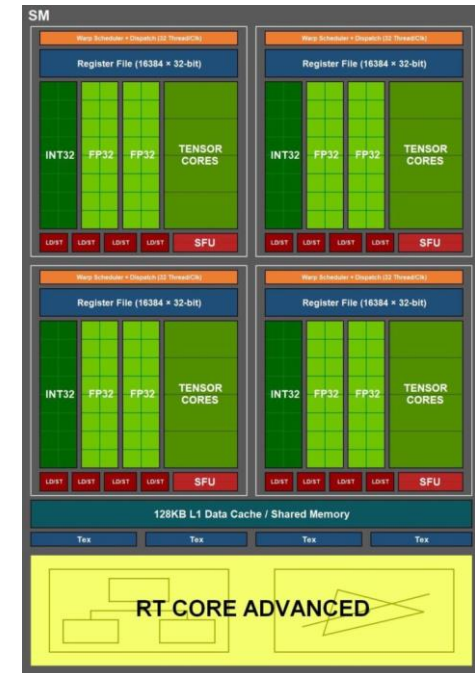 SM
Warp Scheduler + Dispatch (32 Thread/Clk)
Register File (16384 × 32-bit)
INT32 FP32 FP32 TENSOR CORES
LD/ST LD/ST LD/ST LD/ST SFU
Warp Scheduler + Dispatch (32 Thread/Clk)
Register File (16384 × 32-bit)
INT32 FP32 FP32 TENSOR CORES
LD/ST LD/ST LD/ST LD/ST SFU
Warp Scheduler + Dispatch (32 Thread/Clk)
Register File (16384 × 32-bit)
INT32 FP32 FP32 TENSOR CORES
LD/ST LD/ST LD/ST LD/ST SFU
Warp Scheduler + Dispatch (32 Thread/Clk)
Register File (16384 × 32-bit)
INT32 FP32 FP32 TENSOR CORES
LD/ST LD/ST LD/ST LD/ST SFU
128KB L1 Data Cache / Shared Memory
Tex Tex Tex Tex
RT CORE ADVANCED